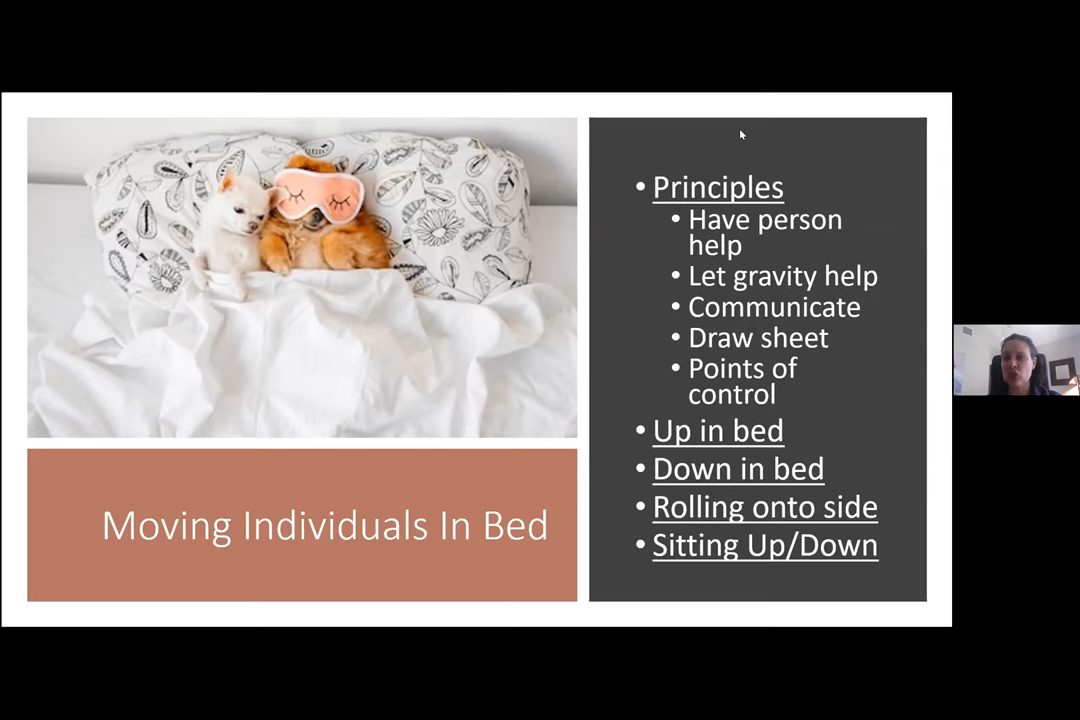 Moving Individuals In Bed
• Principles
• Have person
help
• Let gravity help
• Communicate
• Draw sheet
• Points of
control
• Up in bed
• Down in bed
• Rolling onto side
• Sitting Up/Down